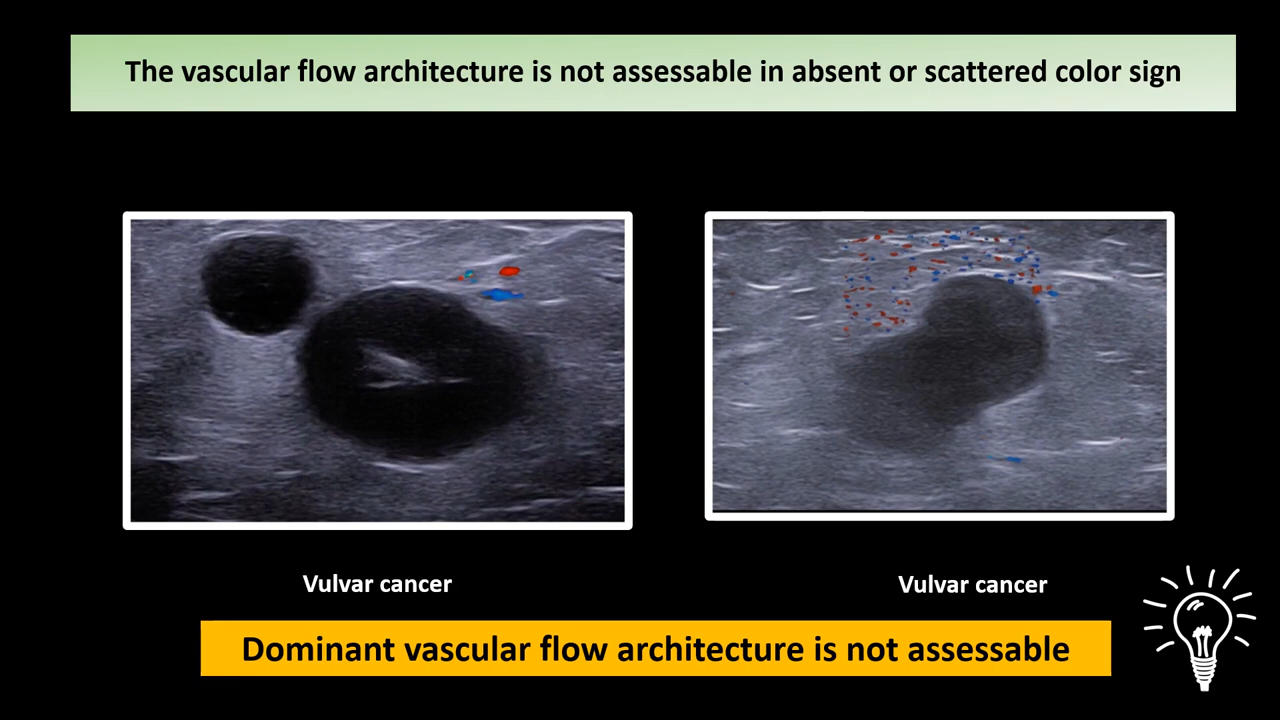 The vascular flow architecture is not assessable in absent or scattered color sign
Vulvar cancer
Vulvar cancer
Dominant vascular flow architecture is not assessable